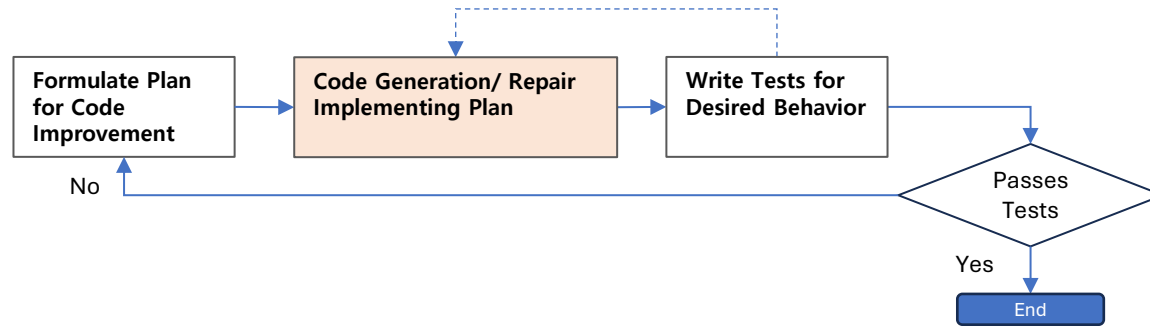 Formulate Plan
for Code
Improvement
Code Generation/ Repair
Implementing Plan
Write Tests for
Desired Behavior
Passes
Tests
No
Yes
End